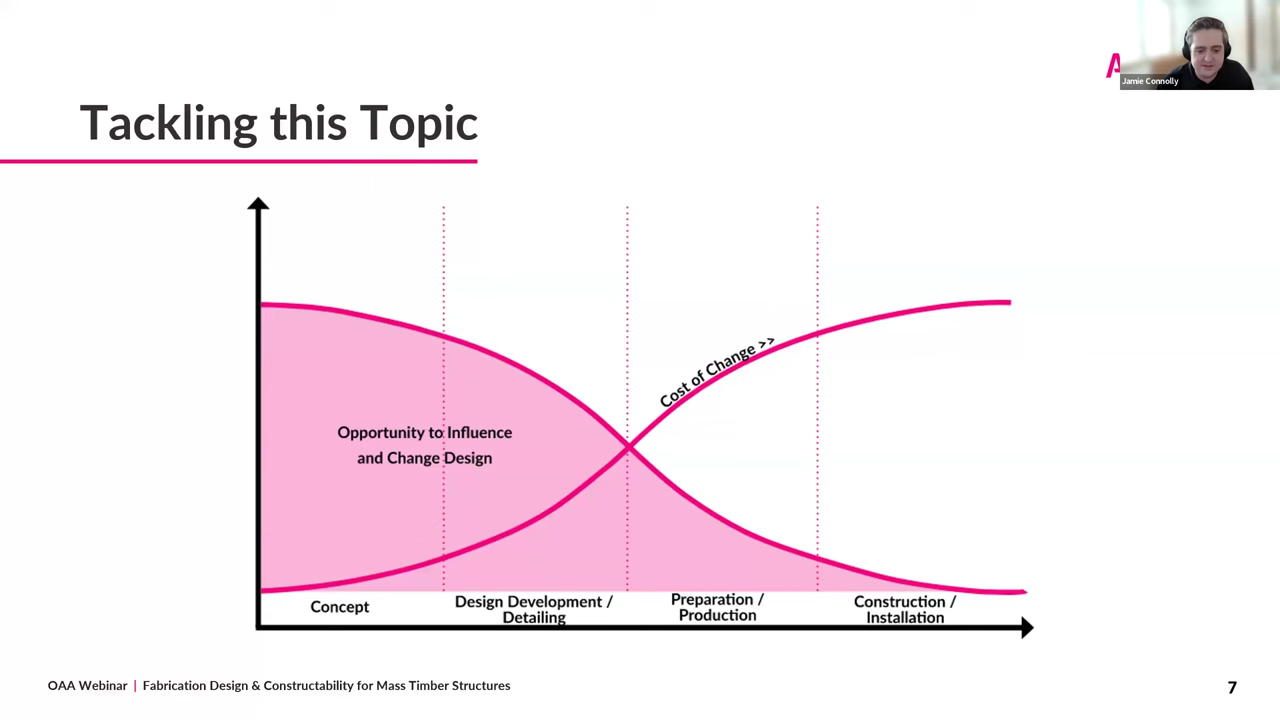 A
Jamie Connolly
Tackling this Topic
Cost of Change >>
Opportunity to Influence
and Change Design
Concept
Design Development /
Detailing
Preparation /
Production
Construction /
Installation
OAA Webinar | Fabrication Design & Constructability for Mass Timber Structures
7